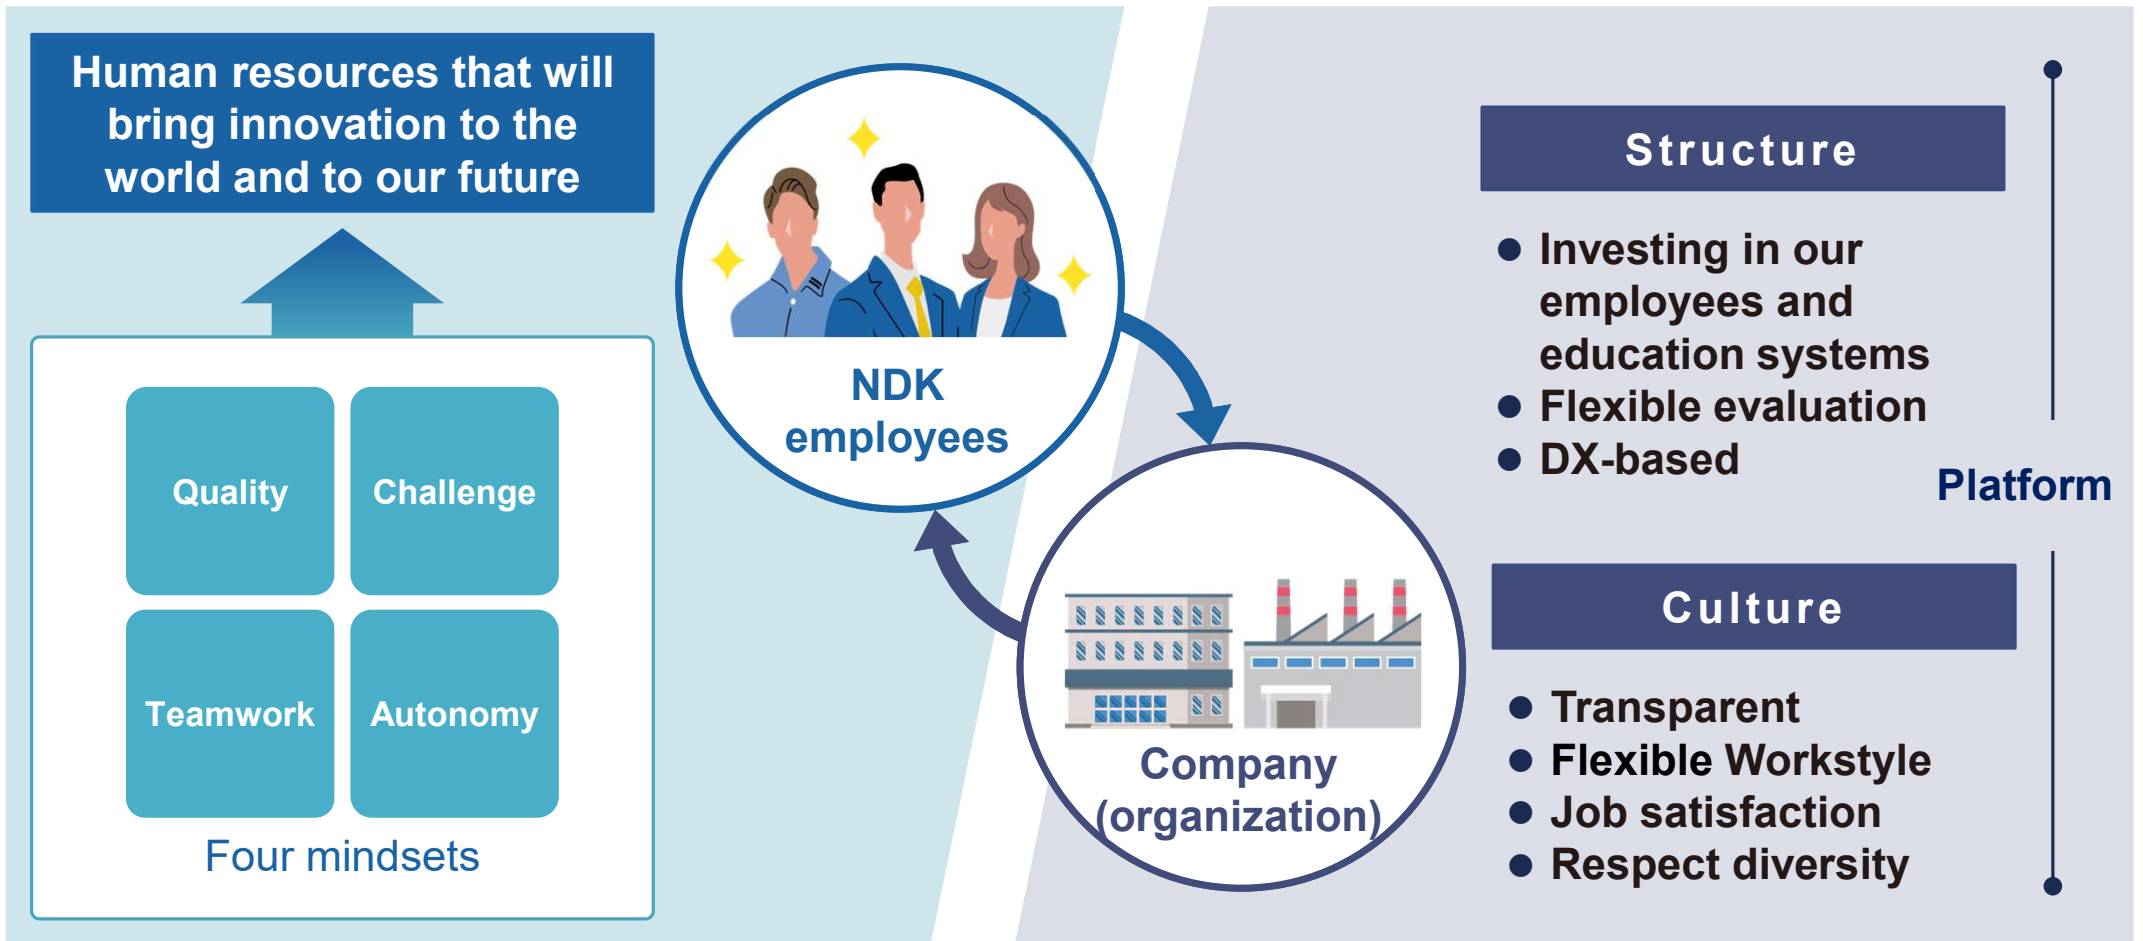 Human resources that will
bring innovation to the
world and to our future
Quality
Challenge
Teamwork
Autonomy
Four mindsets
NDK
employees
Company
(organization)
Structure
● Investing in our
employees and
education systems
● Flexible evaluation
● DX-based
Platform
Culture
● Transparent
● Flexible Workstyle
● Job satisfaction
● Respect diversity